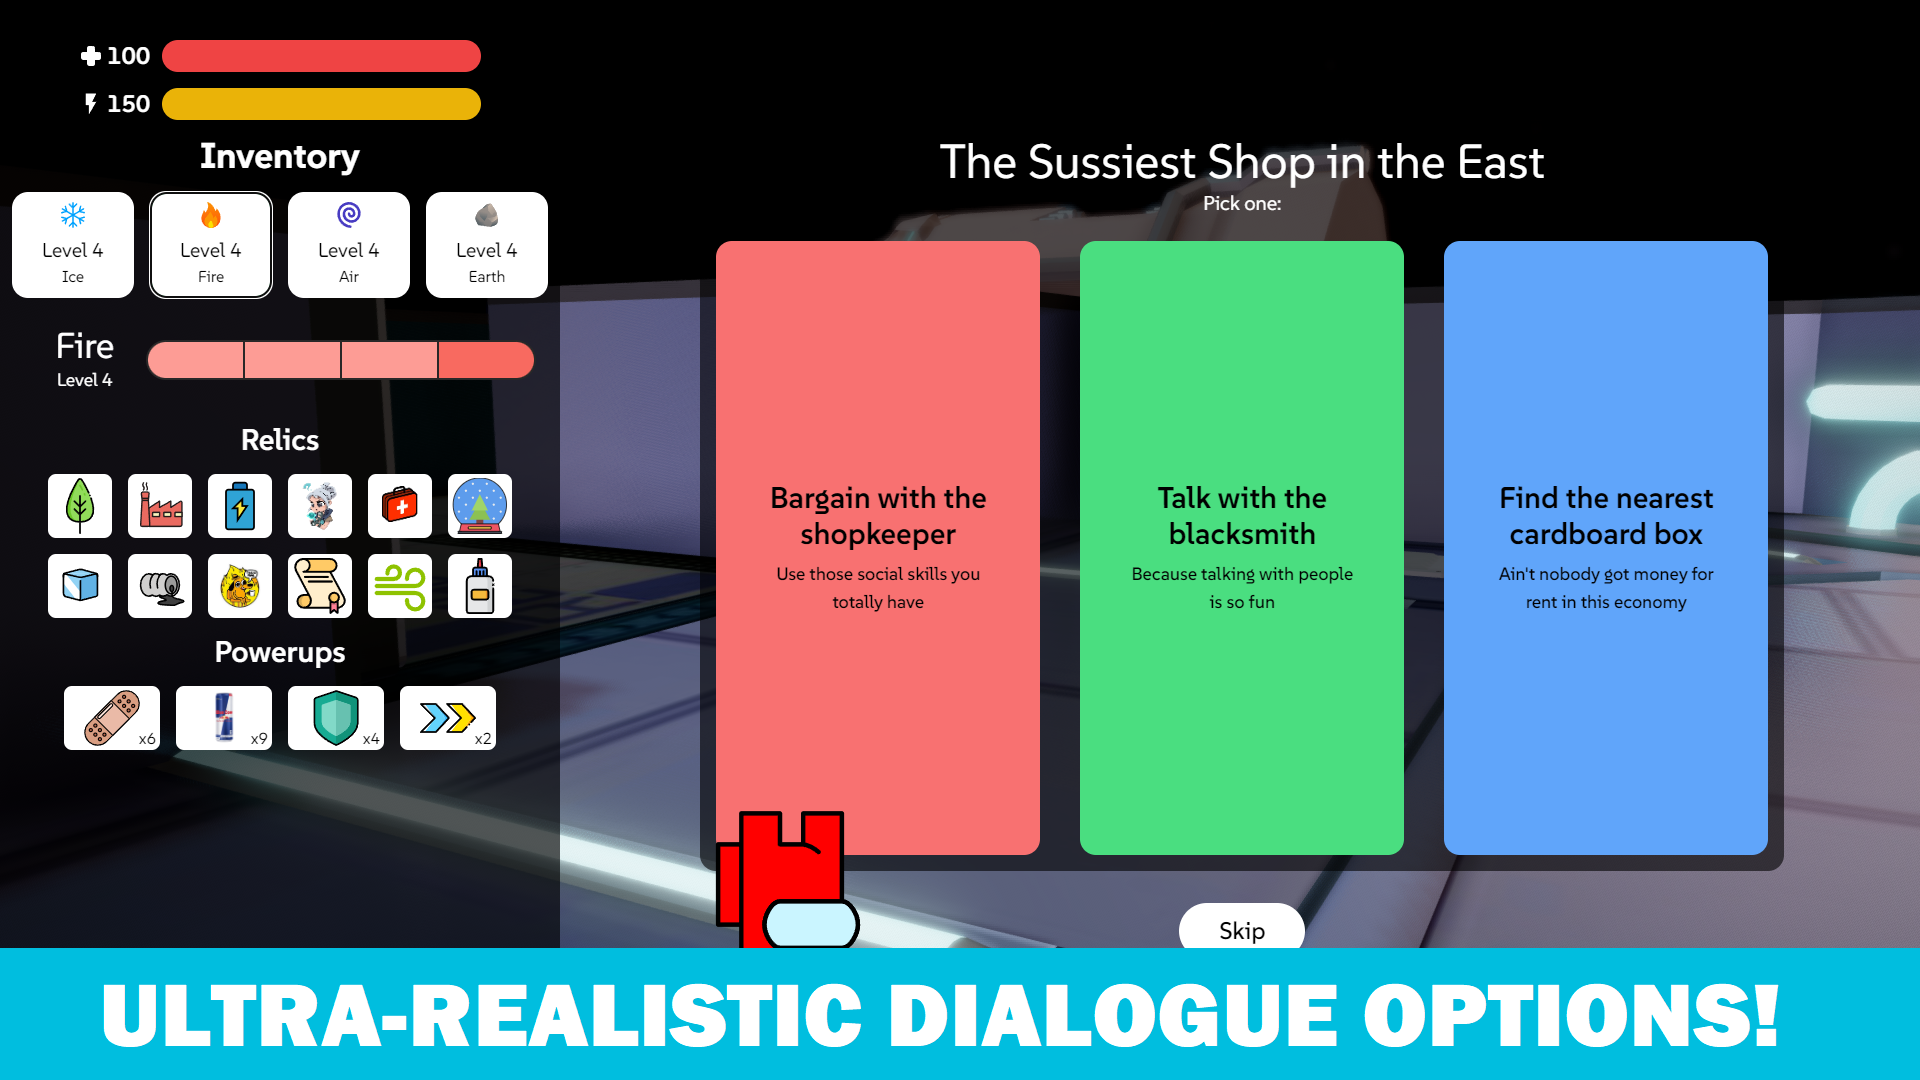 100
150
Inventory
Level 4
Ice
Level 4
Fire
Level 4
Air
Level 4
Earth
Fire
Level 4
Relics
Powerups
x6
x9
x4
x2
The Sussiest Shop in the East
Pick one:
Bargain with the
shopkeeper
Use those social skills you
totally have
Talk with the
blacksmith
Because talking with people
is so fun
Find the nearest
cardboard box
Ain't nobody got money for
rent in this economy
Skip
ULTRA-REALISTIC DIALOGUE OPTIONS!